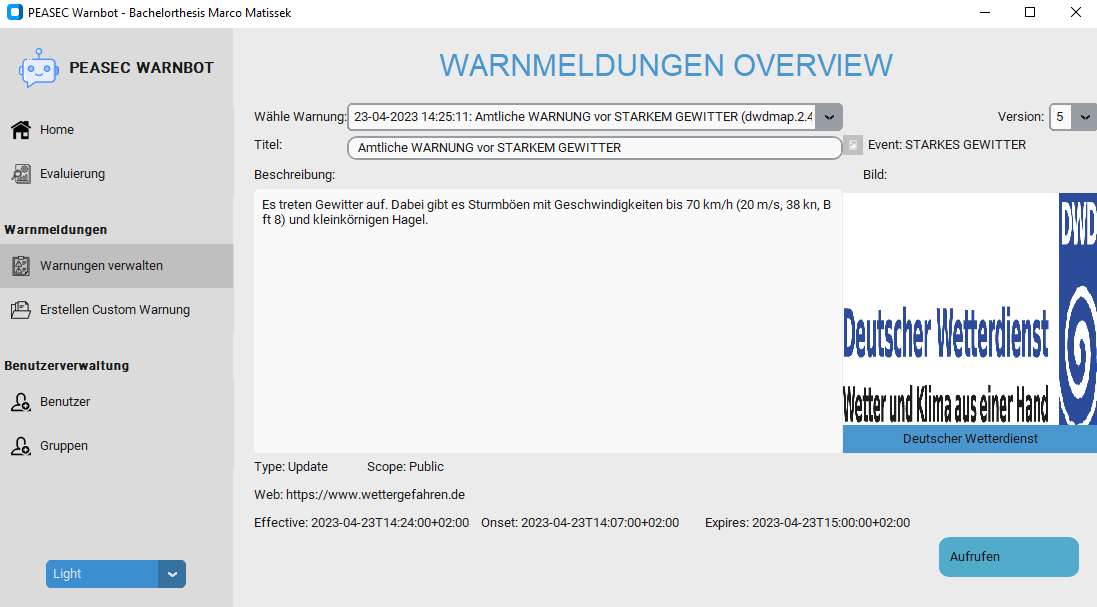 PEASEC Warnbot - Bachelorthesis Marco Matissek
PEASEC WARNBOT
Home
Evaluierung
Warnmeldungen
Warnungen verwalten
Erstellen Custom Warnung
Benutzerverwaltung
Benutzer
Gruppen
Light
WARNMELDUNGEN OVERVIEW
Wähle Warnung: 23-04-2023 14:25:11: Amtliche WARNUNG vor STARKEM GEWITTER (dwdmap.2.4 Version: 5
Titel: Amtliche WARNUNG vor STARKEM GEWITTER Event: STARKES GEWITTER
Beschreibung: Bild:
Es treten Gewitter auf. Dabei gibt es Sturmböen mit Geschwindigkeiten bis 70 km/h (20 m/s, 38 kn, B
ft 8) und kleinkörnigen Hagel.
DWD
Deutscher Wetterdienst
Wetter und Klima aus einer Hand
Deutscher Wetterdienst
Type: Update Scope: Public
Web: https://www.wettergefahren.de
Effective: 2023-04-23T14:24:00+02:00 Onset: 2023-04-23T14:07:00+02:00 Expires: 2023-04-23T15:00:00+02:00
Aufrufen